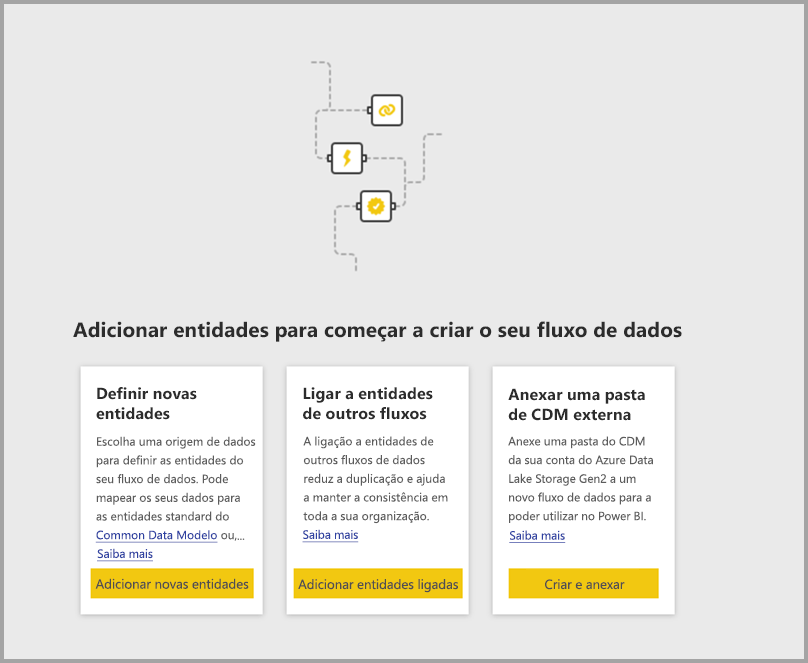 Adicionar entidades para começar a criar o seu fluxo de dados
Definir novas
entidades
Escolha uma origem de dados
para definir as entidades do
seu fluxo de dados. Pode
mapear os seus dados para
as entidades standard do
Common Data Modelo ou,...
Saiba mais
Adicionar novas entidades
Ligar a entidades
de outros fluxos
A ligação a entidades de
outros fluxos de dados
reduz a duplicação e ajuda
a manter a consistência em
toda a sua organização.
Saiba mais
Adicionar entidades ligadas
Anexar uma pasta
de CDM externa
Anexe uma pasta do CDM
da sua conta do Azure Data
Lake Storage Gen2 a um
novo fluxo de dados para a
poder utilizar no Power BI.
Saiba mais
Criar e anexar